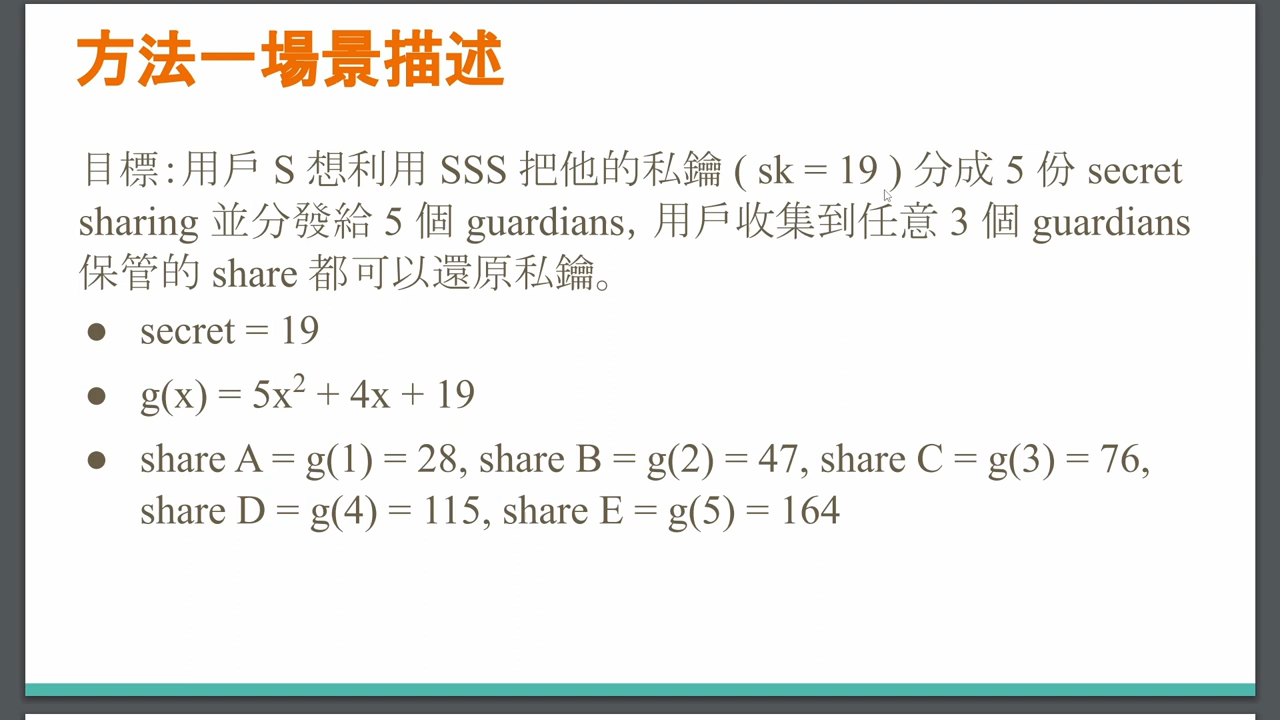 方法一場景描述
目標：用戶 S 想利用 SSS 把他的私鑰 ( sk = 19 ) 分成 5 份 secret
sharing 並分發給 5 個 guardians，用戶收集到任意 3 個 guardians
保管的 share 都可以還原私鑰。
● secret = 19
● g(x) = 5x² + 4x + 19
● share A = g(1) = 28, share B = g(2) = 47, share C = g(3) = 76,
share D = g(4) = 115, share E = g(5) = 164